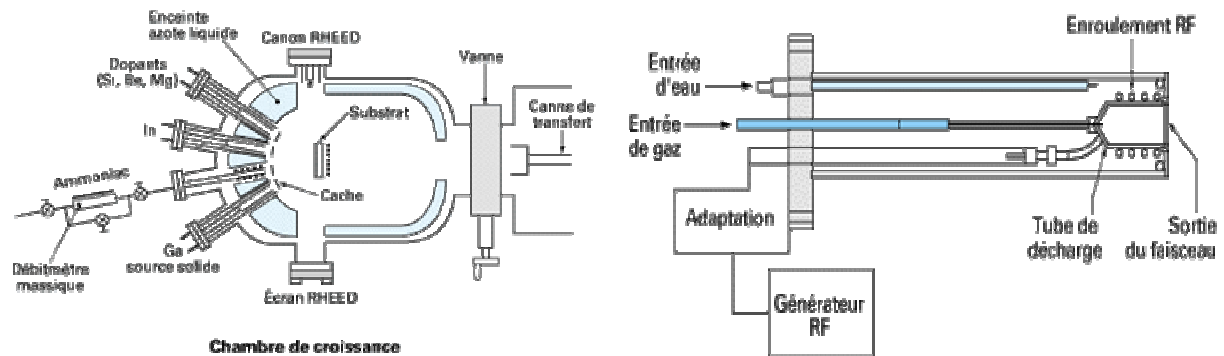 Enceinte
azote liquide
Canon RHEED
Dopants
(Si, Be, Mg)
Vanne
Substrat
Canne de
transfert
In
Ammoniac
Cache
Ga
source solide
Débitmètre
massique
Écran RHEED
Chambre de croissance
Enroulement RF
Entrée
d'eau
Entrée
de gaz
Adaptation
Tube de
décharge
Sortie
du faisceau
Générateur
RF